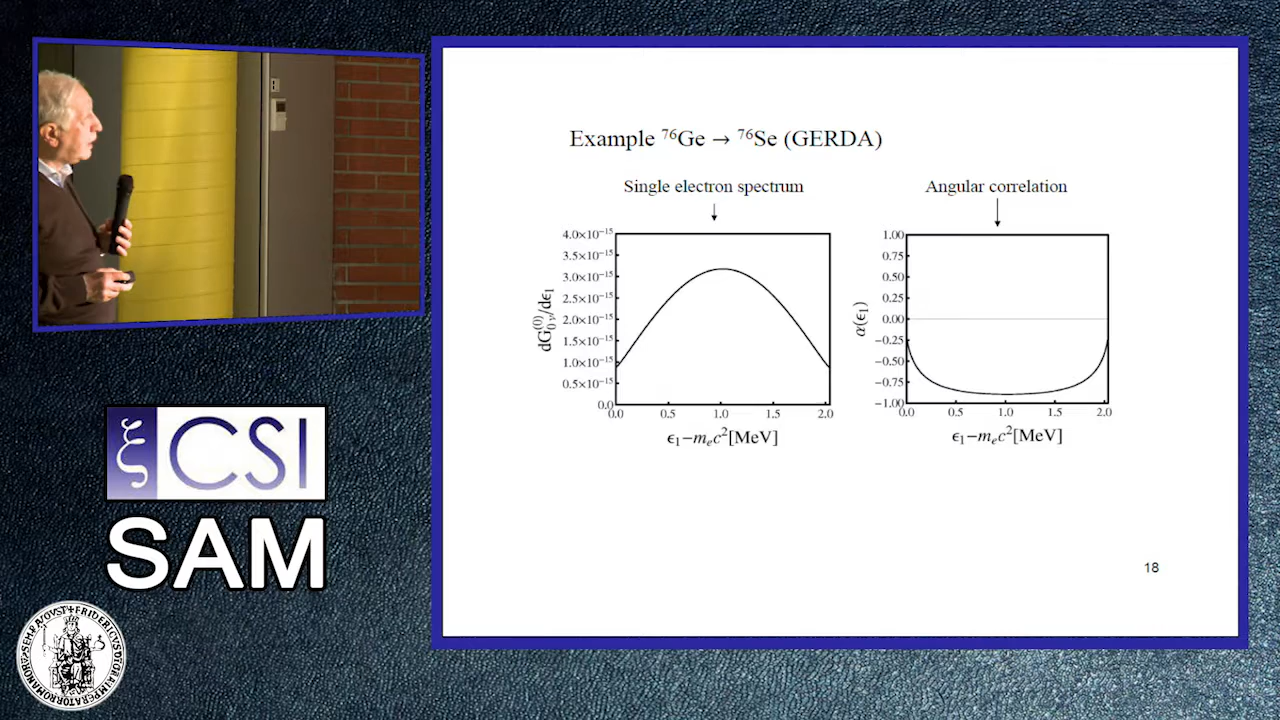 Example ⁷⁶Ge → ⁷⁶Se (GERDA)
Single electron spectrum
4.0×10⁻¹⁵
3.5×10⁻¹⁵
3.0×10⁻¹⁵
2.5×10⁻¹⁵
2.0×10⁻¹⁵
1.5×10⁻¹⁵
1.0×10⁻¹⁵
0.5×10⁻¹⁵
0.0
dG₀ᵥ⁽⁰⁾/dϵ₁
0.0 0.5 1.0 1.5 2.0
ϵ₁−mₑc²[MeV]
Angular correlation
1.00
0.75
0.50
0.25
0.00
−0.25
−0.50
−0.75
−1.00
α(ϵ₁)
0.0 0.5 1.0 1.5 2.0
ϵ₁−mₑc²[MeV]
18
ξ CSI
SAM